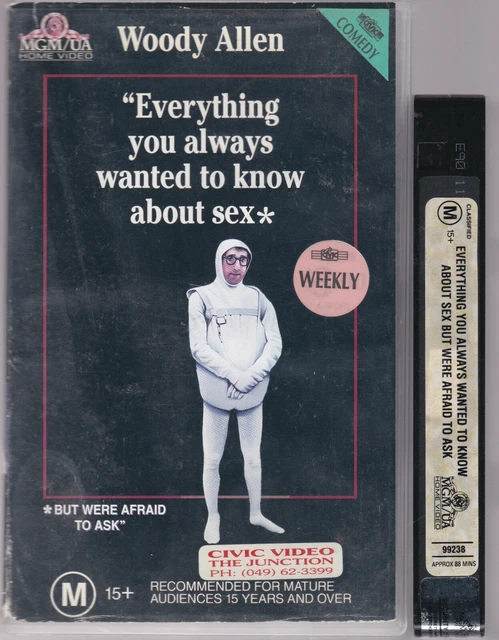 MGM/UA
HOME VIDEO
Woody Allen
COMEDY
"Everything
you always
wanted to know
about sex*
CIVIC
WEEKLY
*BUT WERE AFRAID
TO ASK"
CIVIC VIDEO
THE JUNCTION
PH: (049) 62-3399
M 15+
RECOMMENDED FOR MATURE
AUDIENCES 15 YEARS AND OVER
E90 11
CLASSIFIED
M 15+
EVERYTHING YOU ALWAYS WANTED TO KNOW
ABOUT SEX BUT WERE AFRAID TO ASK
MGM/UA
HOME VIDEO
99238
APPROX 88 MINS